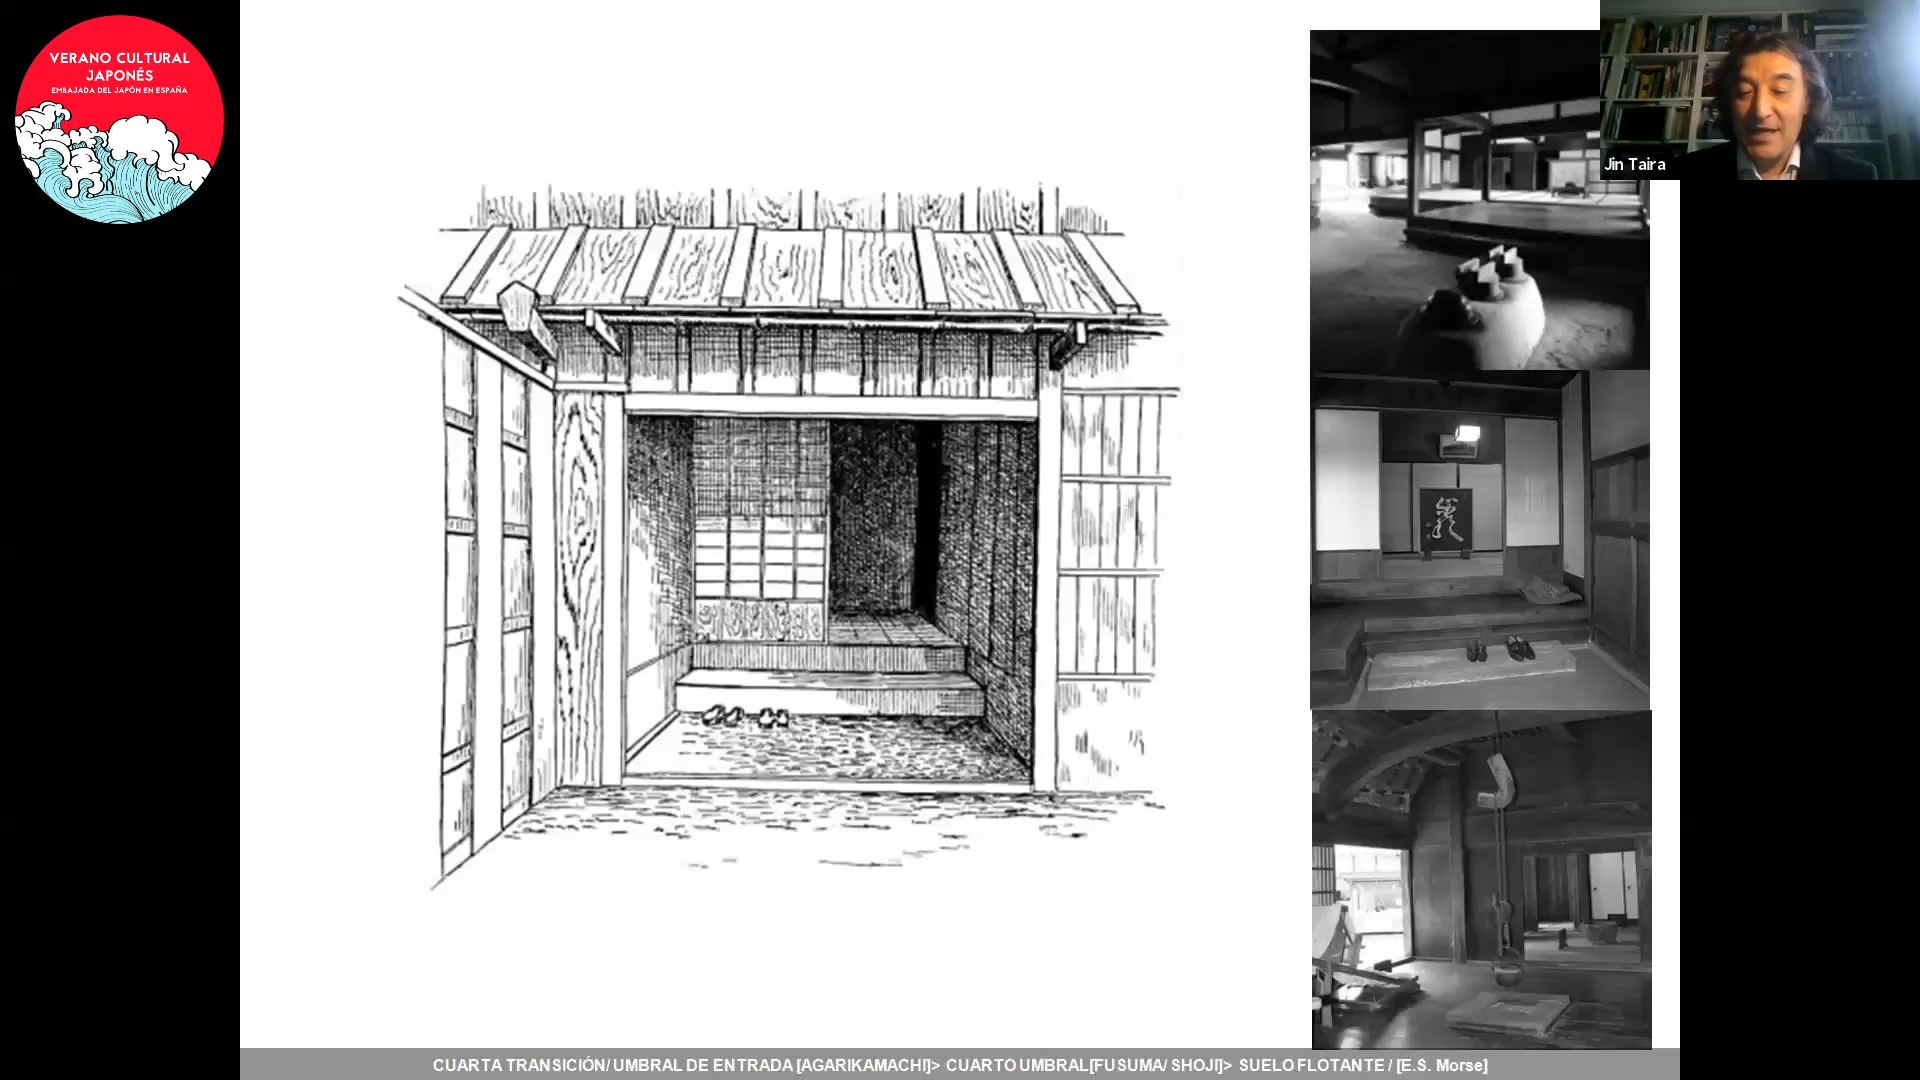 VERANO CULTURAL
JAPONÉS
EMBAJADA DEL JAPÓN EN ESPAÑA
Jin Taira
CUARTA TRANSICIÓN/ UMBRAL DE ENTRADA [AGARIKAMACHI]> CUARTO UMBRAL[FUSUMA/ SHOJI]> SUELO FLOTANTE / [E.S. Morse]